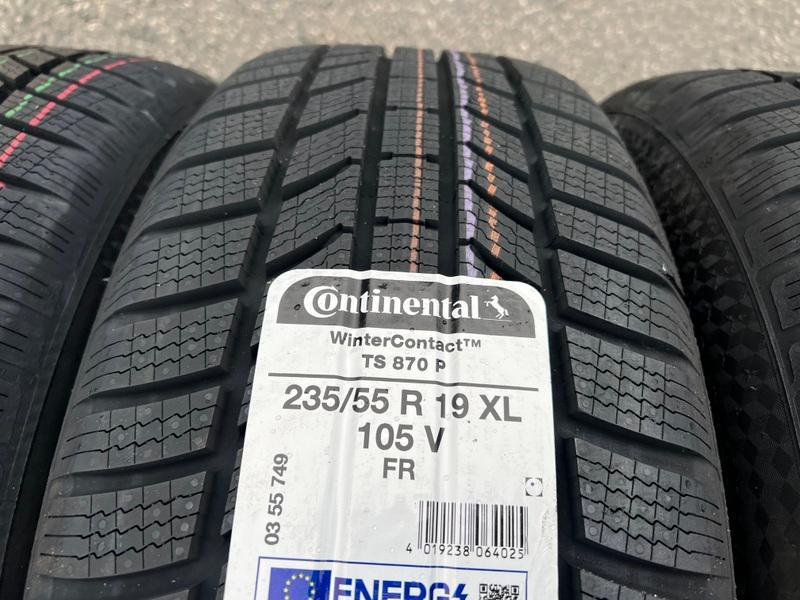 Continental
WinterContact™
TS 870 P
235/55 R 19 XL
105 V
FR
03 55 749
4 019238 064025
ENERG